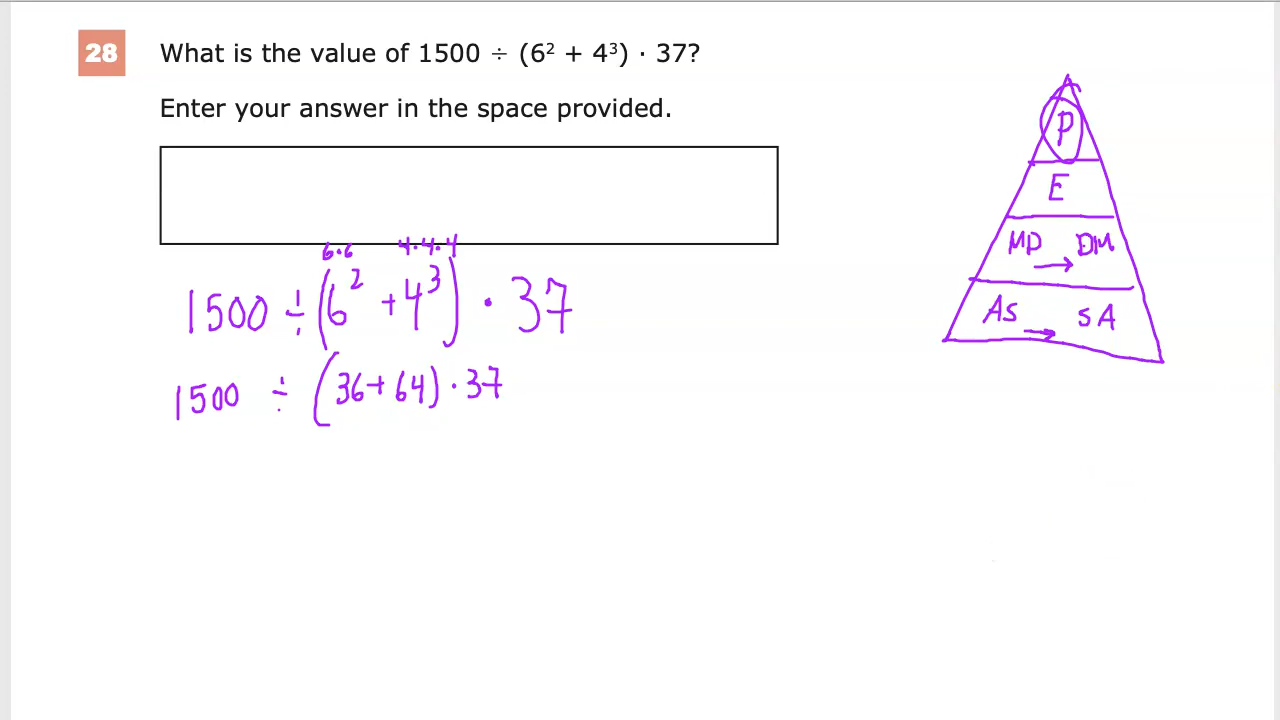 28 What is the value of 1500 ÷ (6² + 4³) · 37?
Enter your answer in the space provided.
P
E
MD → DM
AS → SA
6·6 4·4·4
1500 ÷ (6² + 4³) · 37
1500 ÷ (36 + 64) · 37